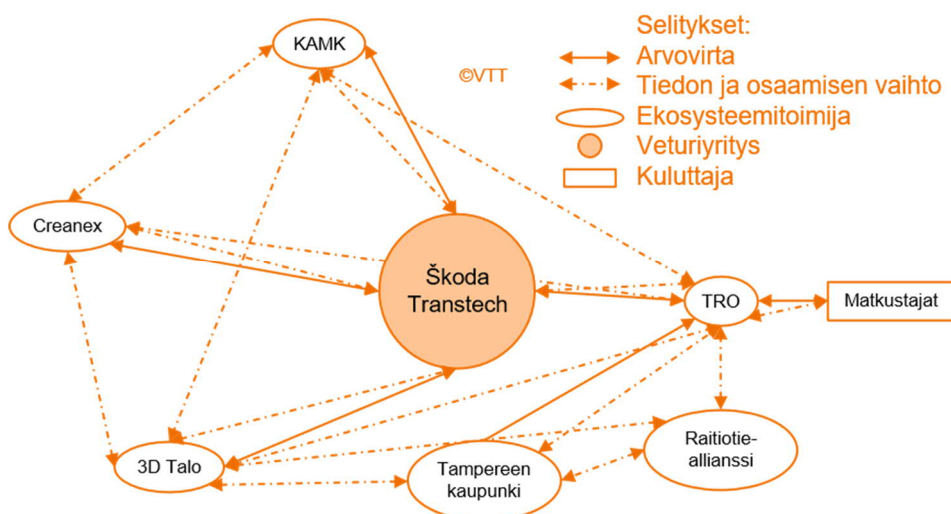 KAMK
©VTT
Selitykset:
Arvovirta
Tiedon ja osaamisen vaihto
Ekosysteemitoimija
Veturiyritys
Kuluttaja
Creanex
Škoda
Transtech
TRO
Matkustajat
3D Talo
Tampereen
kaupunki
Raitiotie-
allianssi